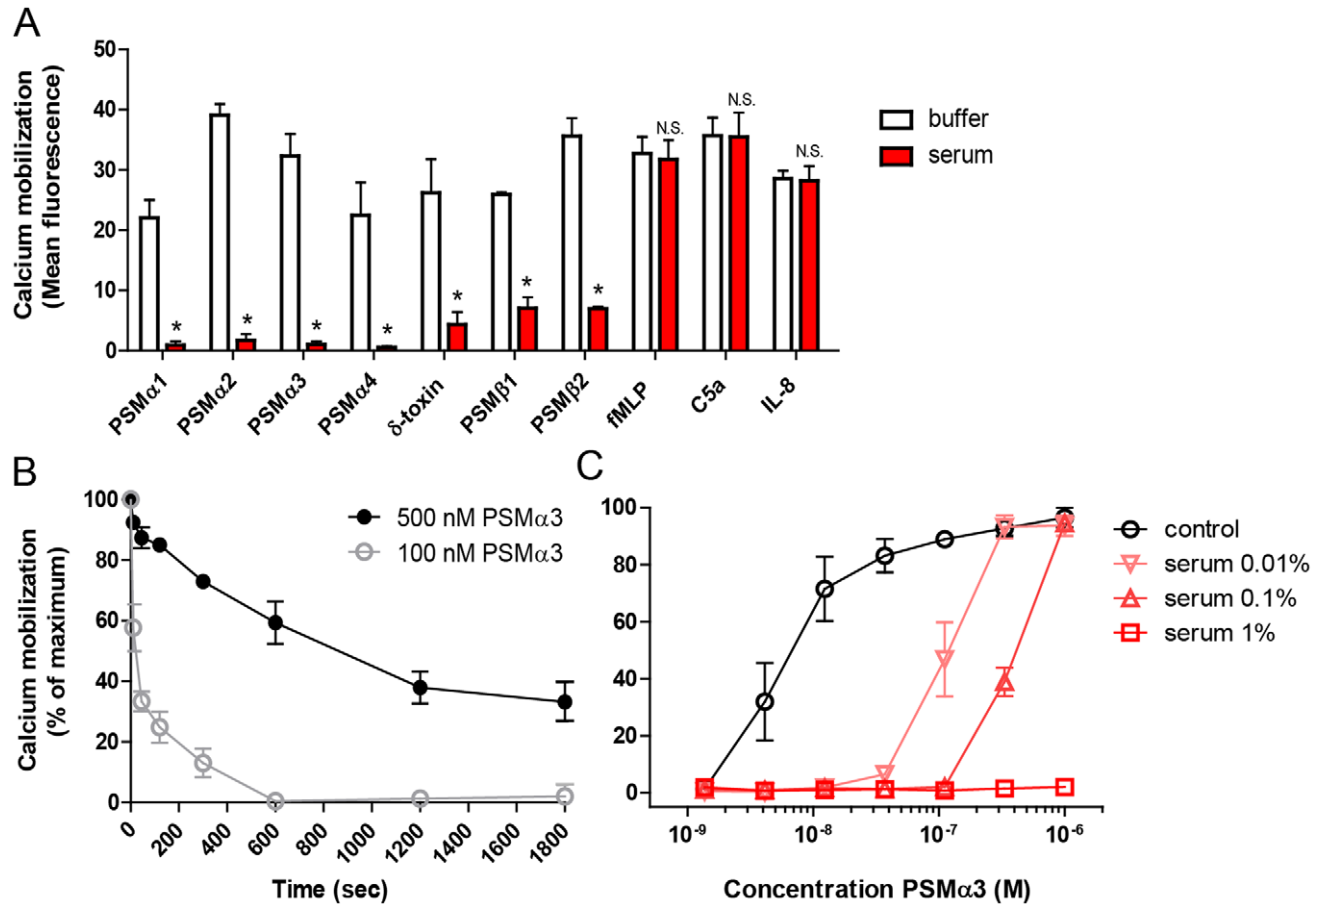 A
Calcium mobilization
(Mean fluorescence)
50
40
30
20
10
0
*
*
*
*
*
*
*
N.S.
N.S.
N.S.
PSMα1
PSMα2
PSMα3
PSMα4
δ-toxin
PSMβ1
PSMβ2
fMLP
C5a
IL-8
buffer
serum
B
Calcium mobilization
(% of maximum)
100
80
60
40
20
0
0
200
400
600
800
1000
1200
1400
1600
1800
Time (sec)
500 nM PSMα3
100 nM PSMα3
C
100
80
60
40
20
0
10-9
10-8
10-7
10-6
Concentration PSMα3 (M)
control
serum 0.01%
serum 0.1%
serum 1%